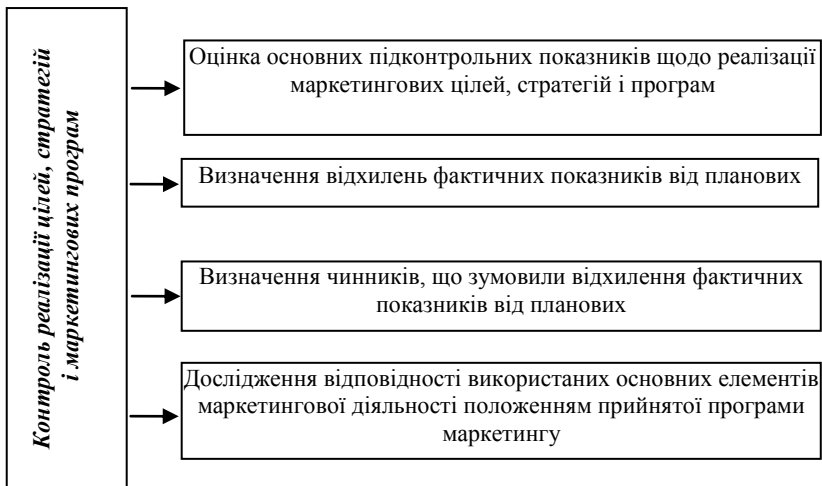 Контроль реалізації цілей, стратегій
і маркетингових програм
Оцінка основних підконтрольних показників щодо реалізації
маркетингових цілей, стратегій і програм
Визначення відхилень фактичних показників від планових
Визначення чинників, що зумовили відхилення фактичних
показників від планових
Дослідження відповідності використаних основних елементів
маркетингової діяльності положенням прийнятої програми
маркетингу